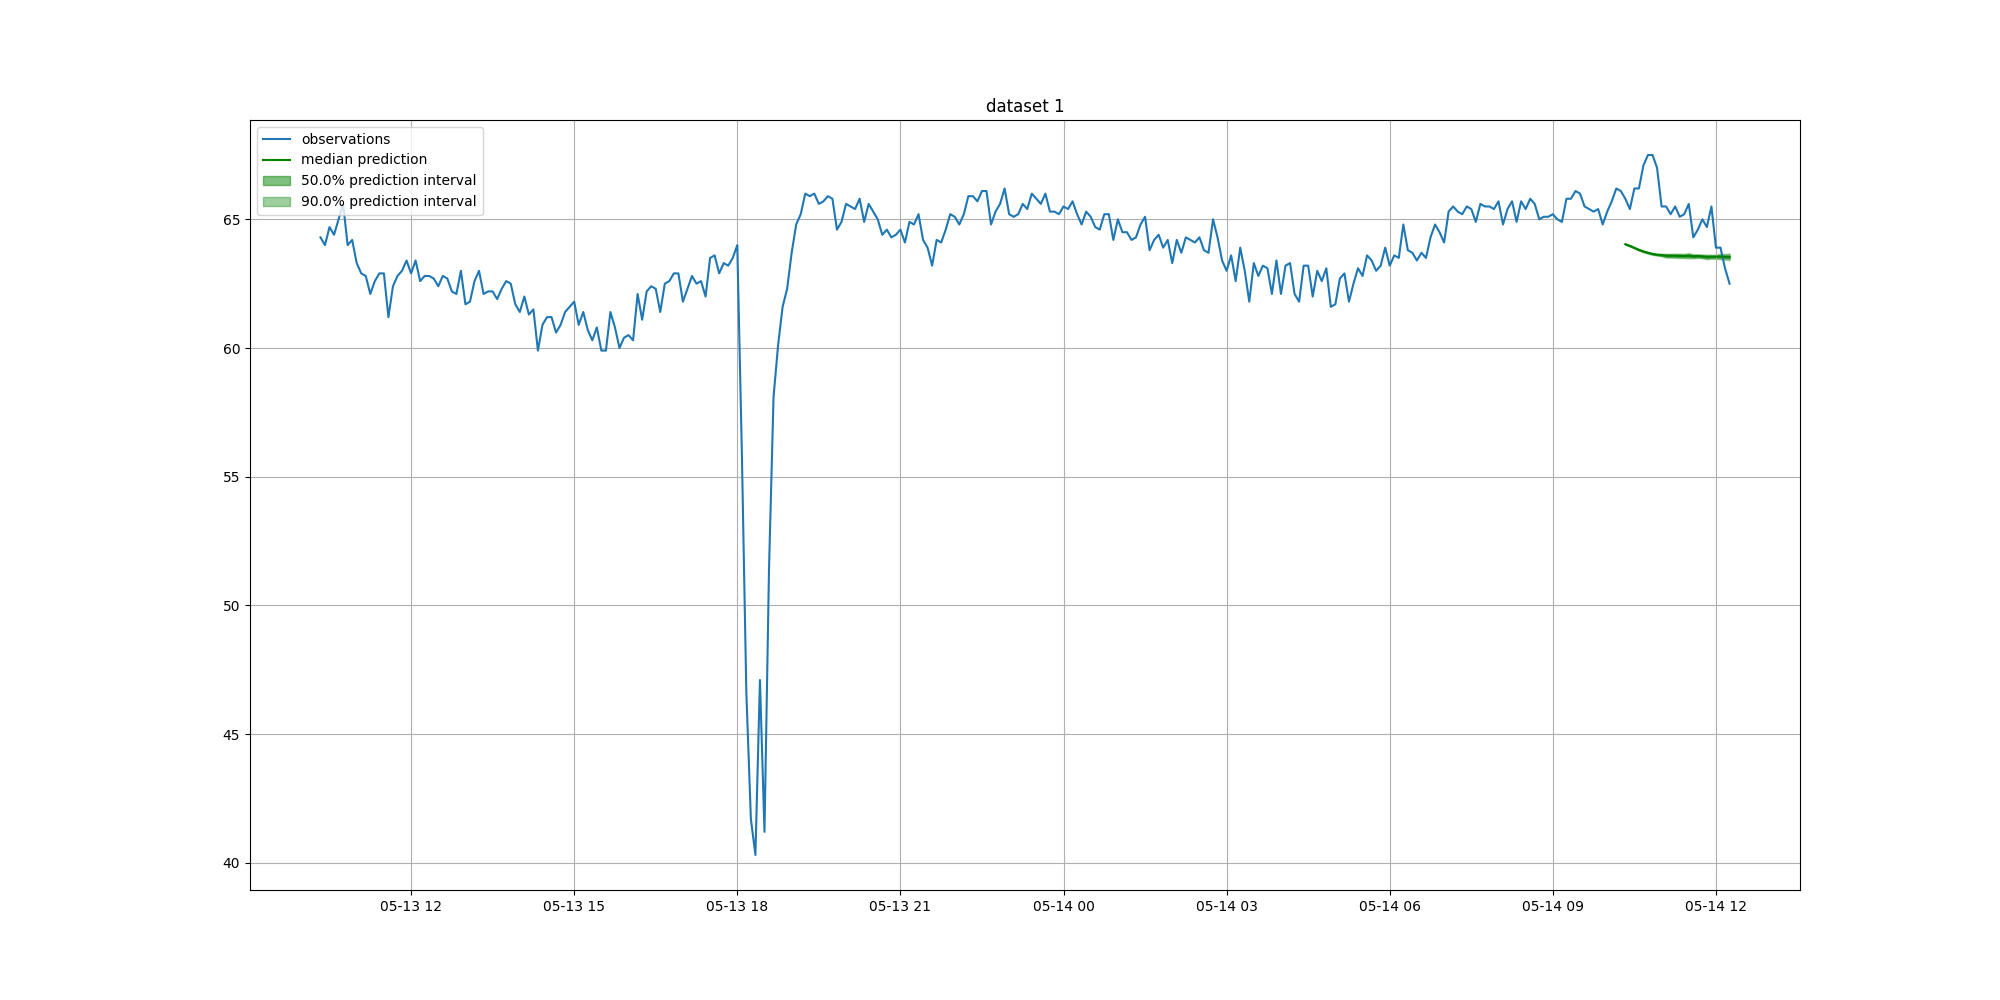 dataset 1
observations
median prediction
50.0% prediction interval
90.0% prediction interval
65
60
55
50
45
40
05-13 12 05-13 15 05-13 18 05-13 21 05-14 00 05-14 03 05-14 06 05-14 09 05-14 12